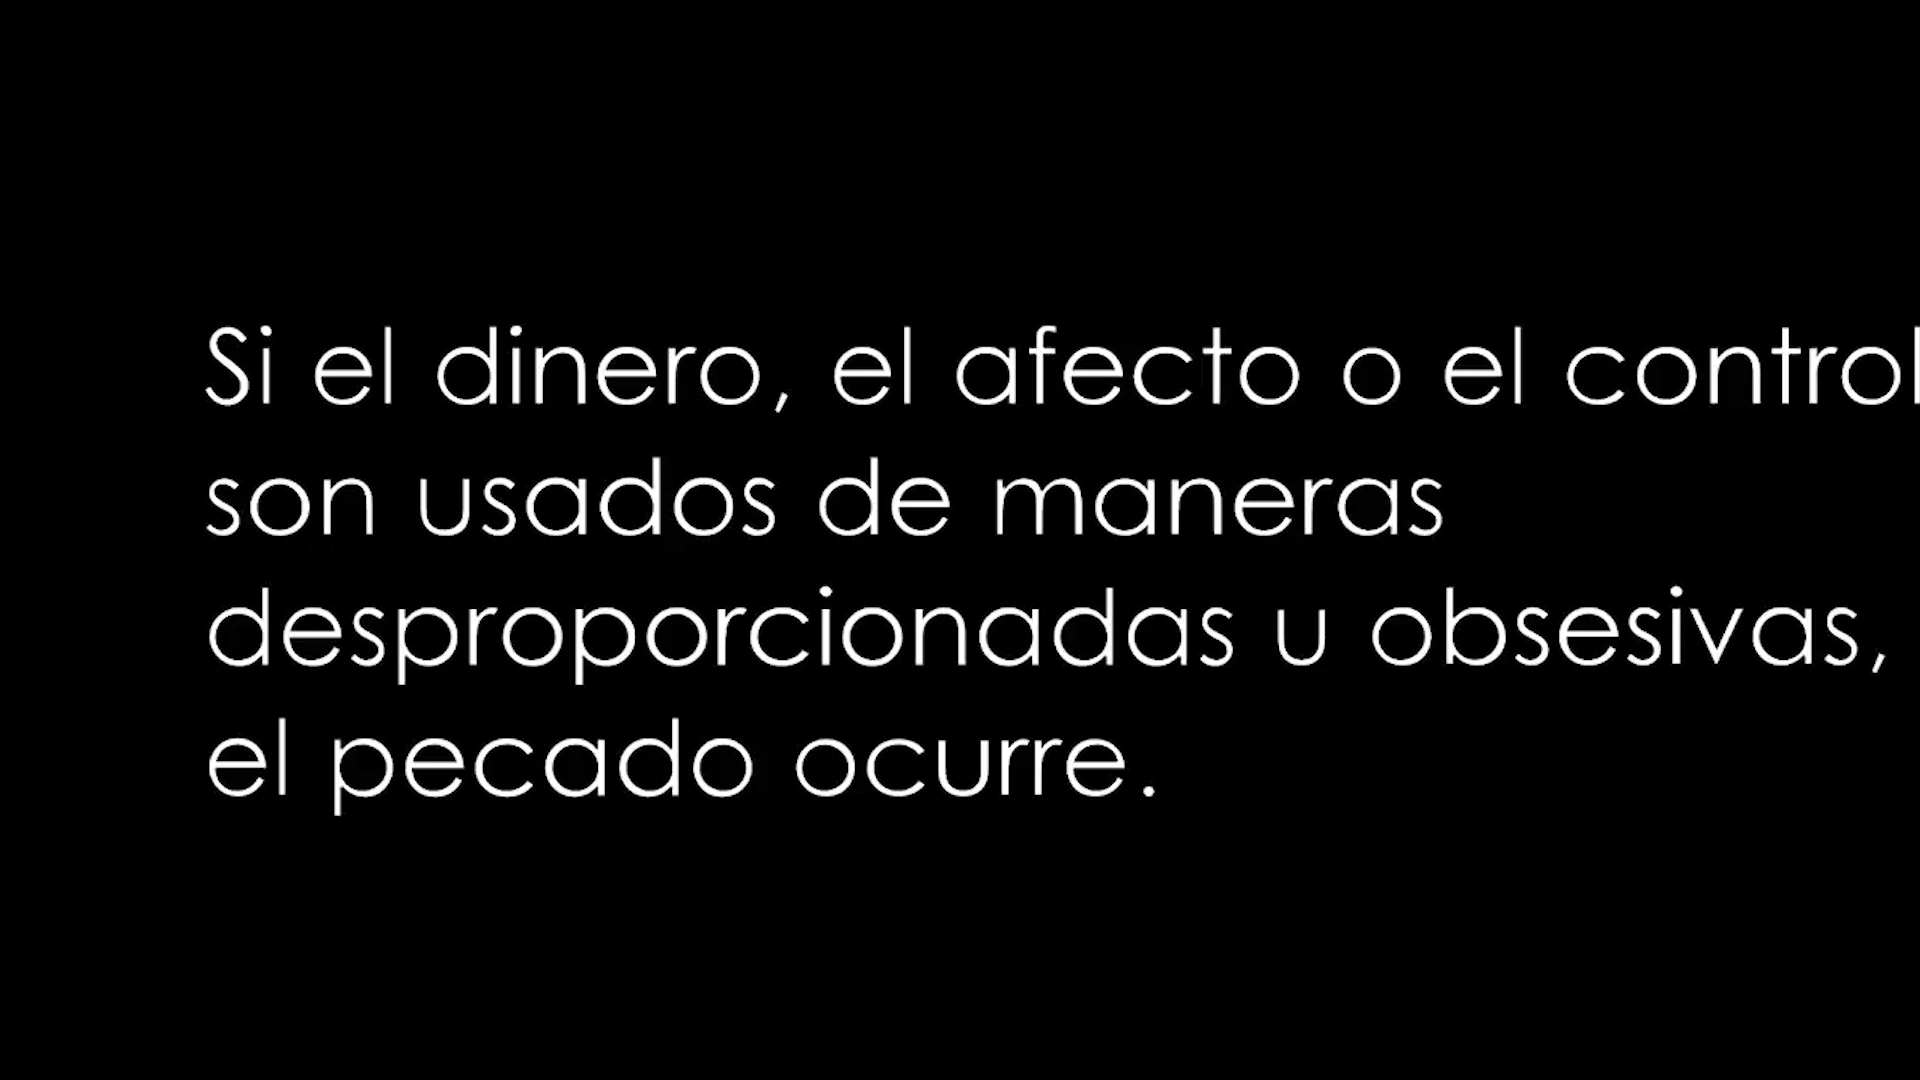 Si el dinero, el afecto o el control
son usados de maneras
desproporcionadas u obsesivas,
el pecado ocurre.